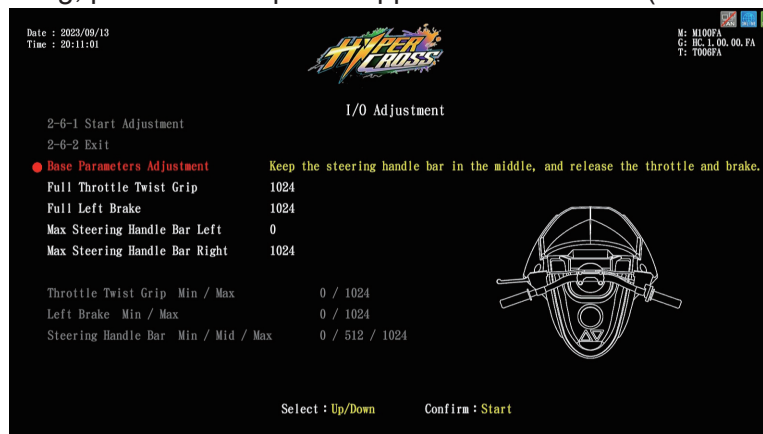 Date : 2023/09/13
Time : 20:11:01
HYPER
CROSS
M: M100FA
G: HC.1.00.00.FA
T: T006FA
I/O Adjustment
2-6-1 Start Adjustment
2-6-2 Exit
Base Parameters Adjustment Keep the steering handle bar in the middle, and release the throttle and brake.
Full Throttle Twist Grip 1024
Full Left Brake 1024
Max Steering Handle Bar Left 0
Max Steering Handle Bar Right 1024
Throttle Twist Grip Min / Max 0 / 1024
Left Brake Min / Max 0 / 1024
Steering Handle Bar Min / Mid / Max 0 / 512 / 1024
Select : Up/Down Confirm : Start